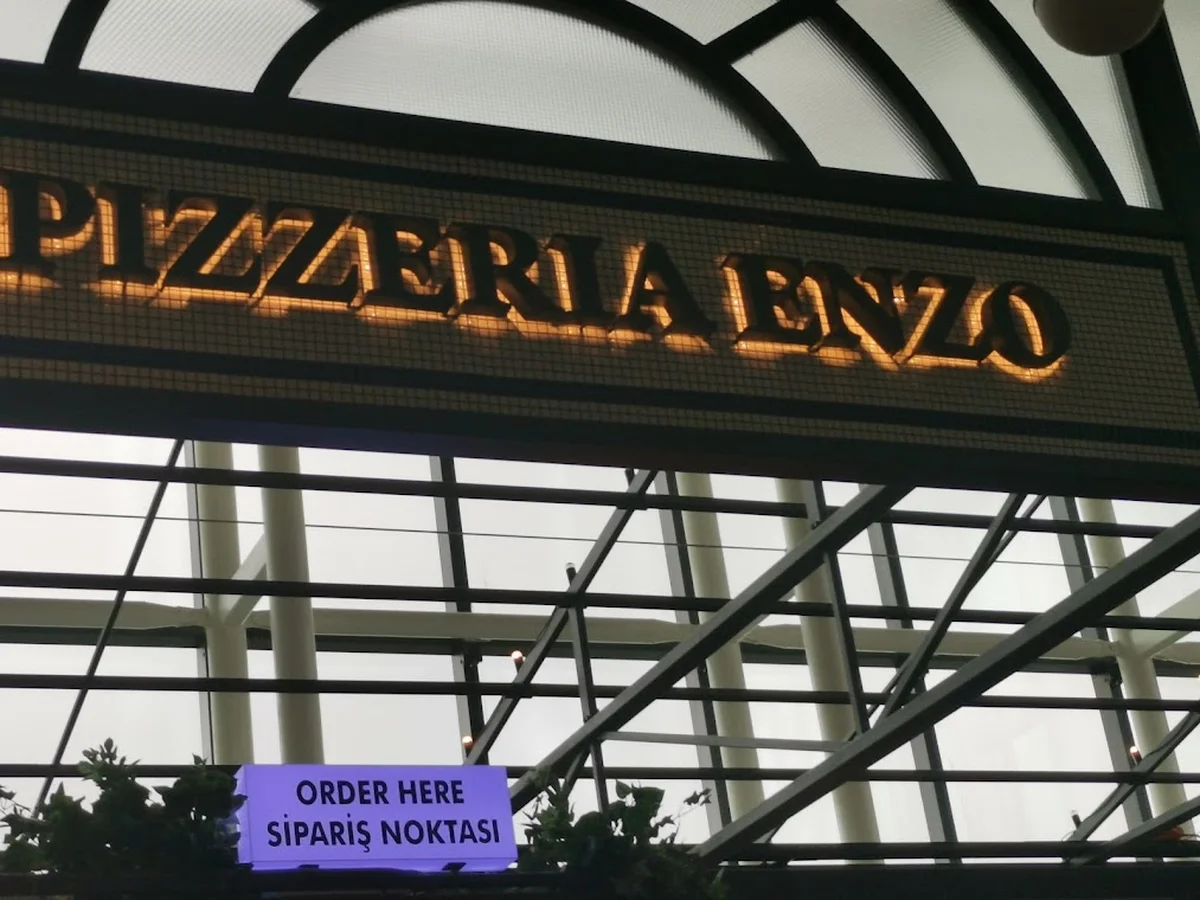 PIZZERIA ENZO
ORDER HERE
SİPARİŞ NOKTASI